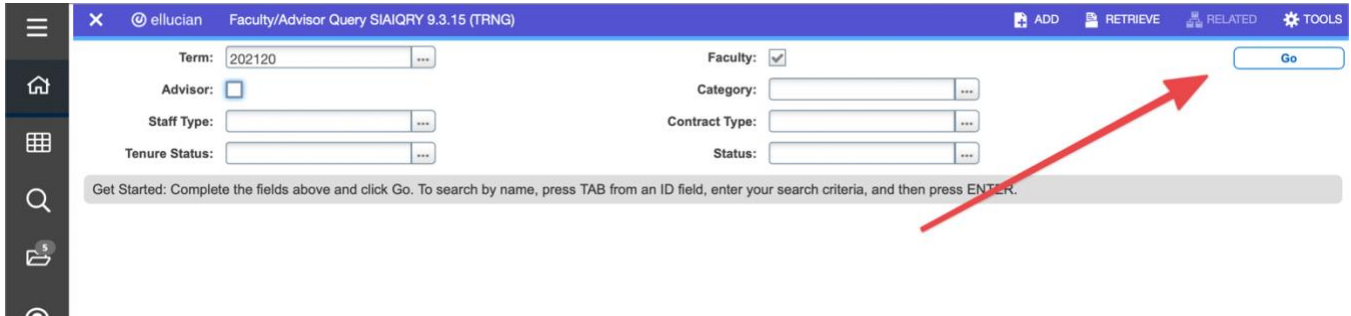 ellucian Faculty/Advisor Query SIAIQRY 9.3.15 (TRNG) ADD RETRIEVE RELATED TOOLS
Term: 202120 ... Faculty: Go
Advisor: Category: ...
Staff Type: ... Contract Type: ...
Tenure Status: ... Status: ...
Get Started: Complete the fields above and click Go. To search by name, press TAB from an ID field, enter your search criteria, and then press ENTER.
5